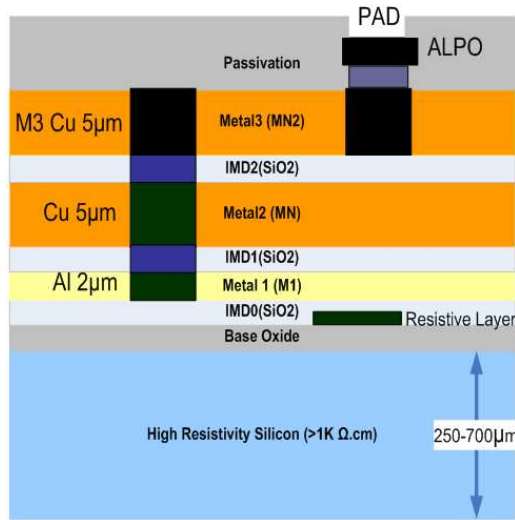 PAD
ALPO
Passivation
M3 Cu 5μm
Metal3 (MN2)
IMD2(SiO2)
Cu 5μm
Metal2 (MN)
IMD1(SiO2)
Al 2μm
Metal 1 (M1)
IMD0(SiO2)
Resistive Layer
Base Oxide
High Resistivity Silicon (>1K Ω.cm)
250-700μm